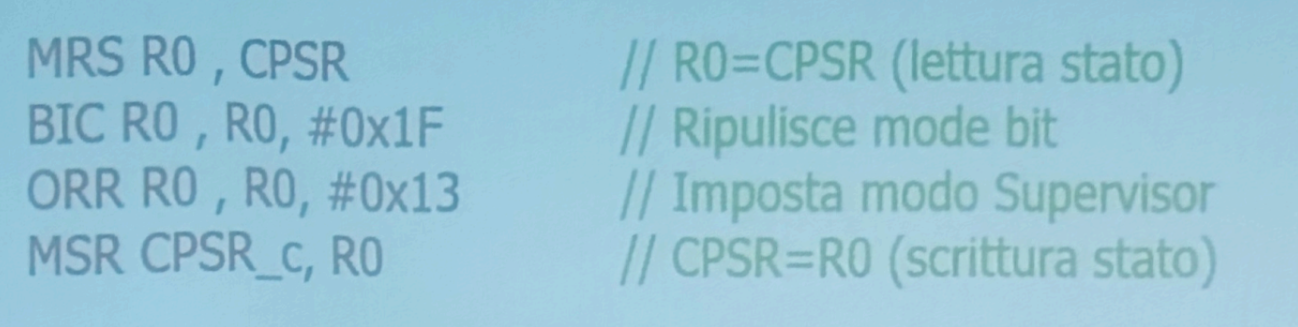 MRS R0 , CPSR // R0=CPSR (lettura stato)
BIC R0 , R0, #0x1F // Ripulisce mode bit
ORR R0 , R0, #0x13 // Imposta modo Supervisor
MSR CPSR_c, R0 // CPSR=R0 (scrittura stato)